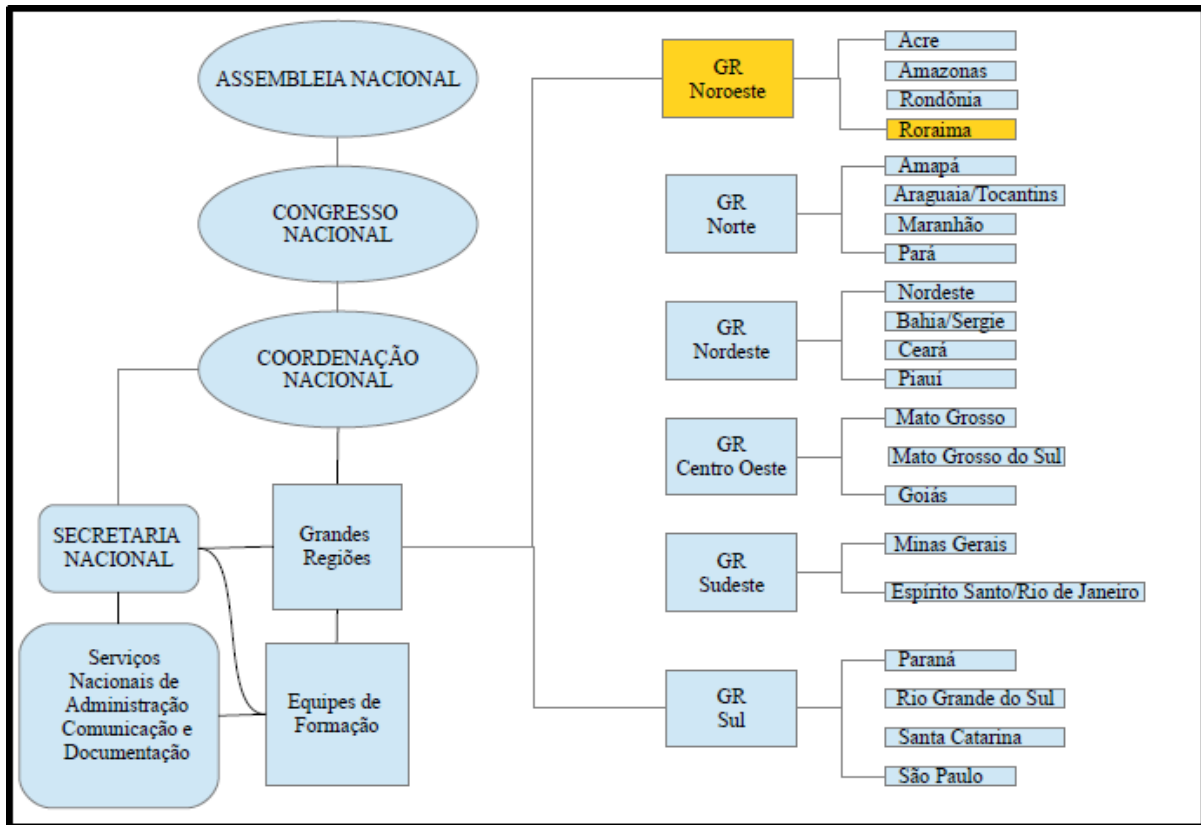 ASSEMBLEIA NACIONAL
CONGRESSO
NACIONAL
COORDENAÇÃO
NACIONAL
SECRETARIA
NACIONAL
Grandes
Regiões
Serviços
Nacionais de
Administração
Comunicação e
Documentação
Equipes de
Formação
GR
Noroeste
Acre
Amazonas
Rondônia
Roraima
GR
Norte
Amapá
Araguaia/Tocantins
Maranhão
Pará
GR
Nordeste
Nordeste
Bahia/Sergie
Ceará
Piauí
GR
Centro Oeste
Mato Grosso
Mato Grosso do Sul
Goiás
GR
Sudeste
Minas Gerais
Espírito Santo/Rio de Janeiro
GR
Sul
Paraná
Rio Grande do Sul
Santa Catarina
São Paulo